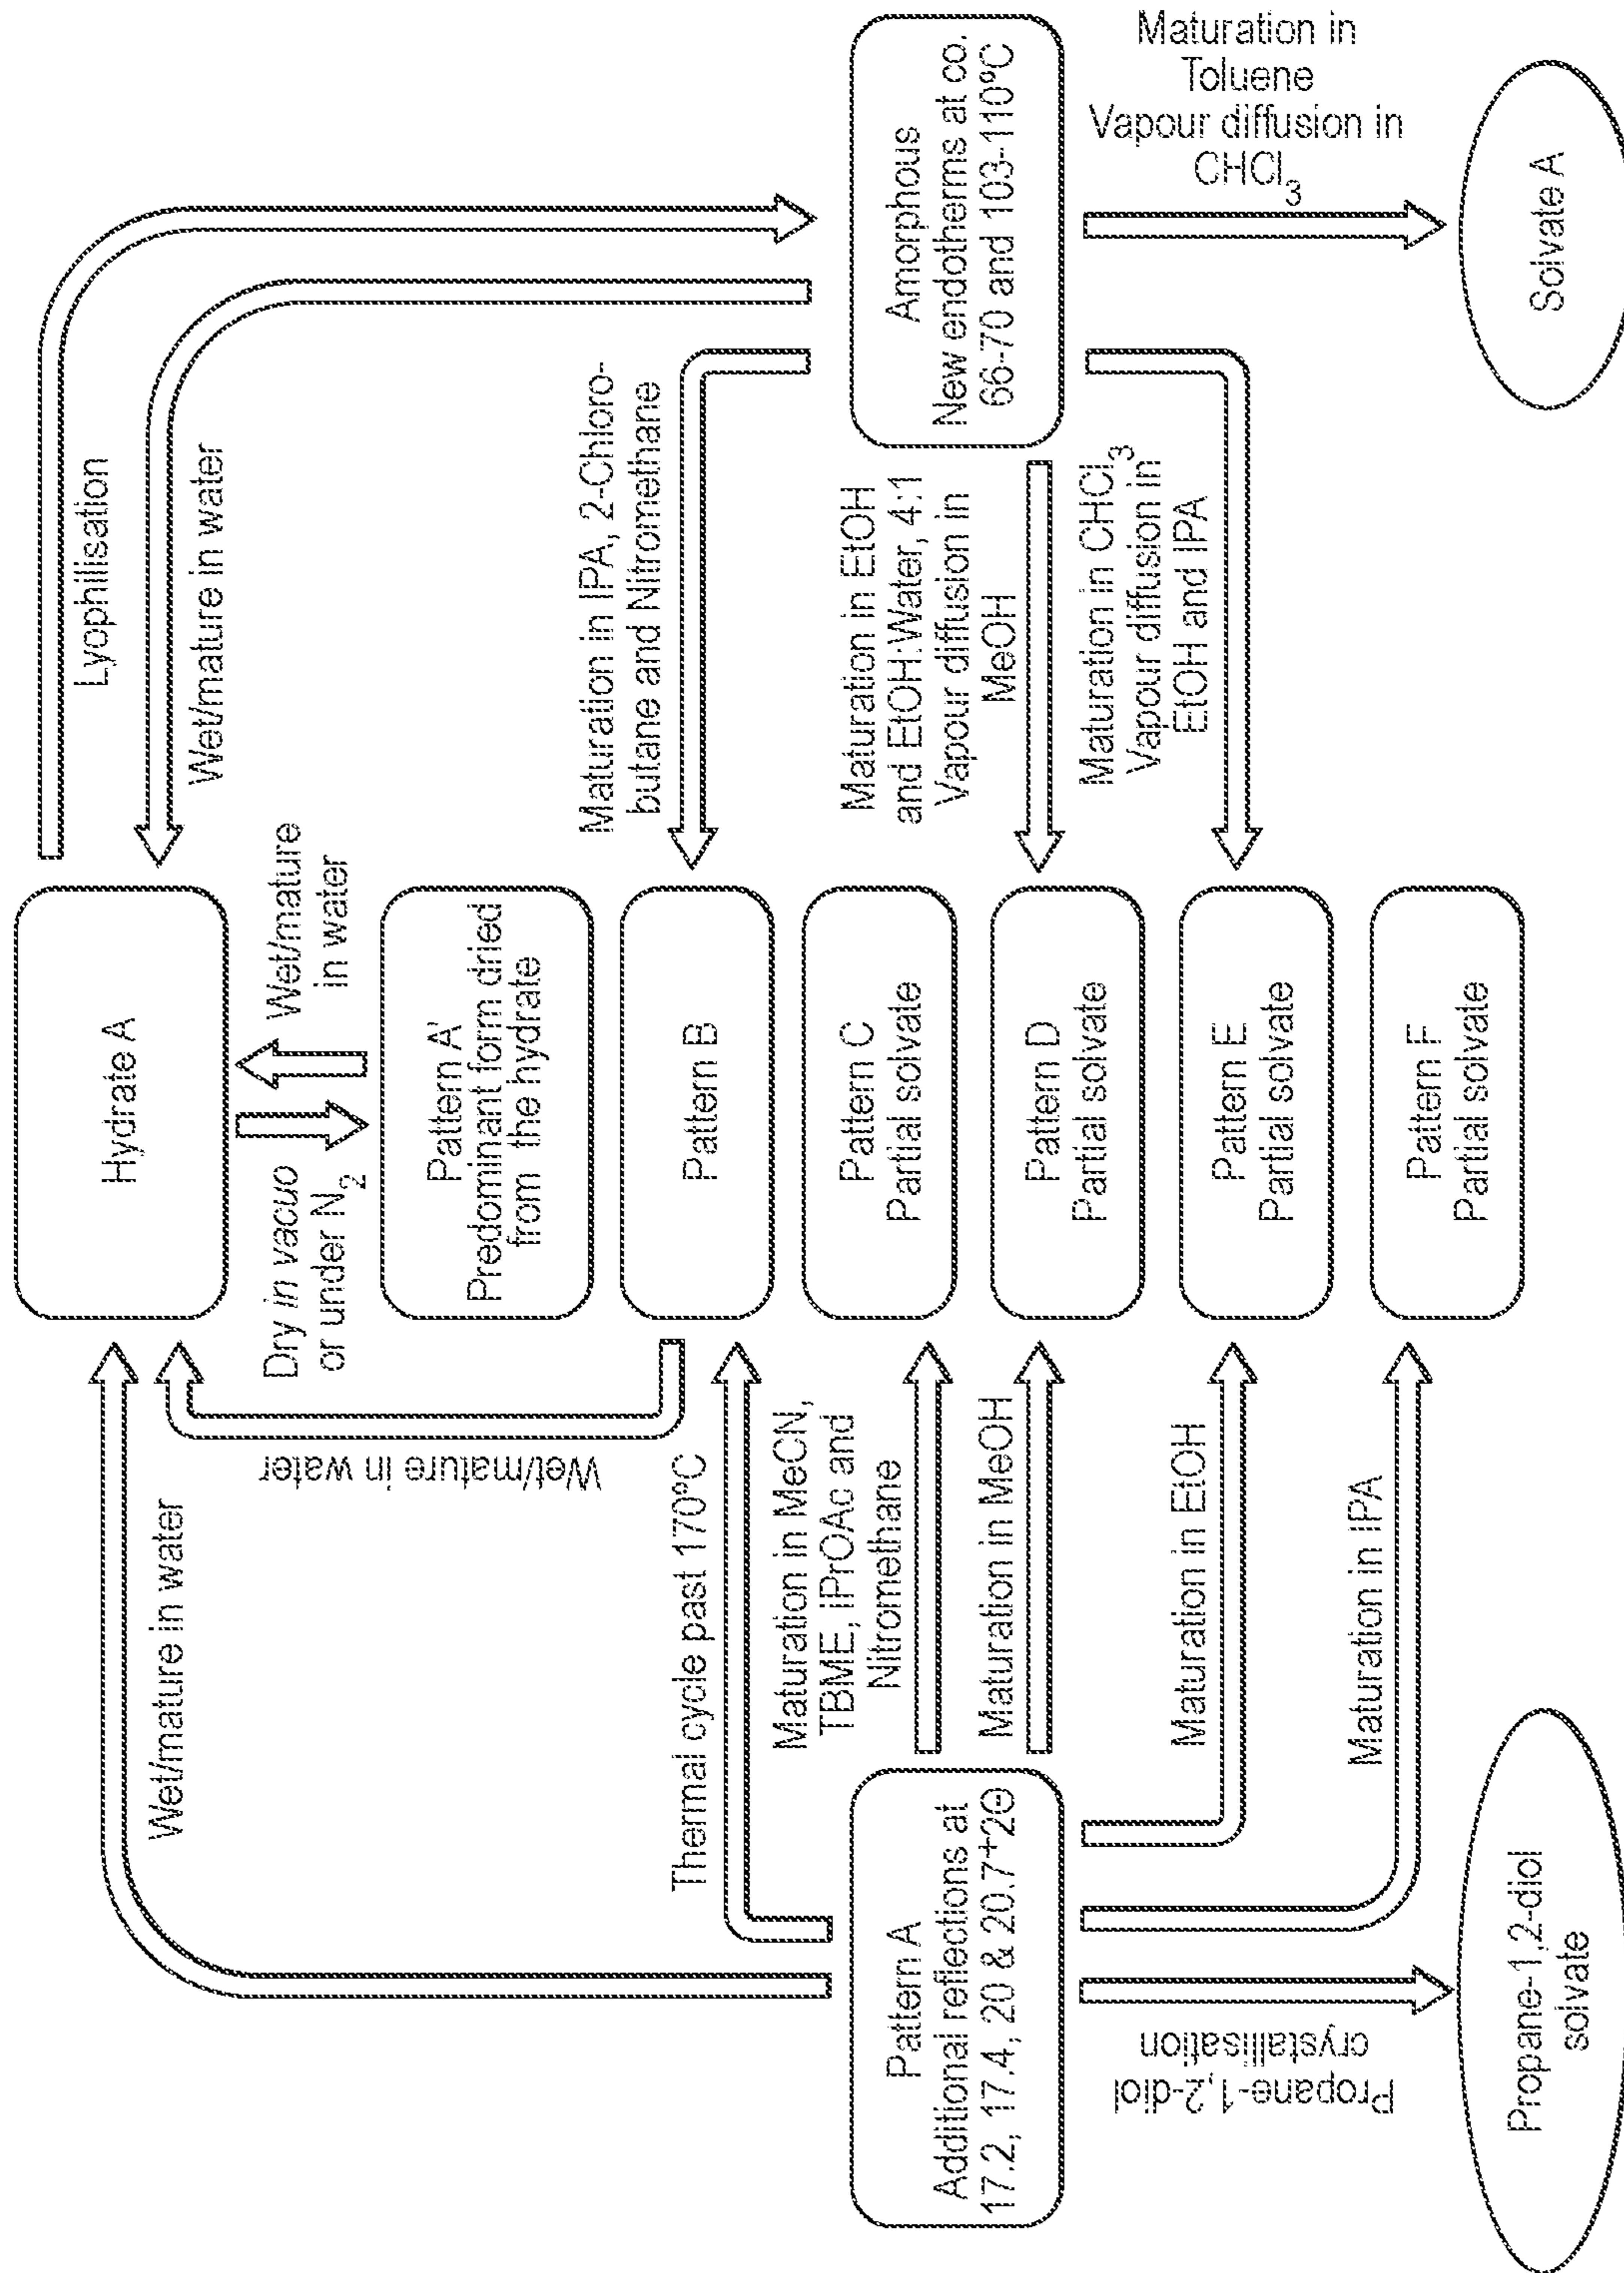 Hydrate A
Lyophilisation
Wet/mature in water
Wet/mature in water
Dry in vacuo
or under N2
Wet/mature
in water
Pattern A'
Predominant form dried
from the hydrate
Wet/mature in water
Thermal cycle past 170°C
Pattern B
Maturation in IPA, 2-Chloro-
butane and Nitromethane
Maturation in MeCN,
TBME, iPrOAc and
Nitromethane
Pattern C
Partial solvate
Maturation in EtOH
and EtOH:Water, 4:1
Vapour diffusion in
MeOH
Pattern A
Additional reflections at
17.2, 17.4, 20 & 20.7+2Θ
Amorphous
New endotherms at co.
66-70 and 103-110°C
Maturation in MeOH
Pattern D
Partial solvate
Maturation in CHCl3
Vapour diffusion in
EtOH and IPA
Maturation in EtOH
Pattern E
Partial solvate
Maturation in Toluene
Vapour diffusion in
CHCl3
Propane-1,2-diol
crystallisation
Maturation in IPA
Pattern F
Partial solvate
Propane-1,2-diol
solvate
Solvate A